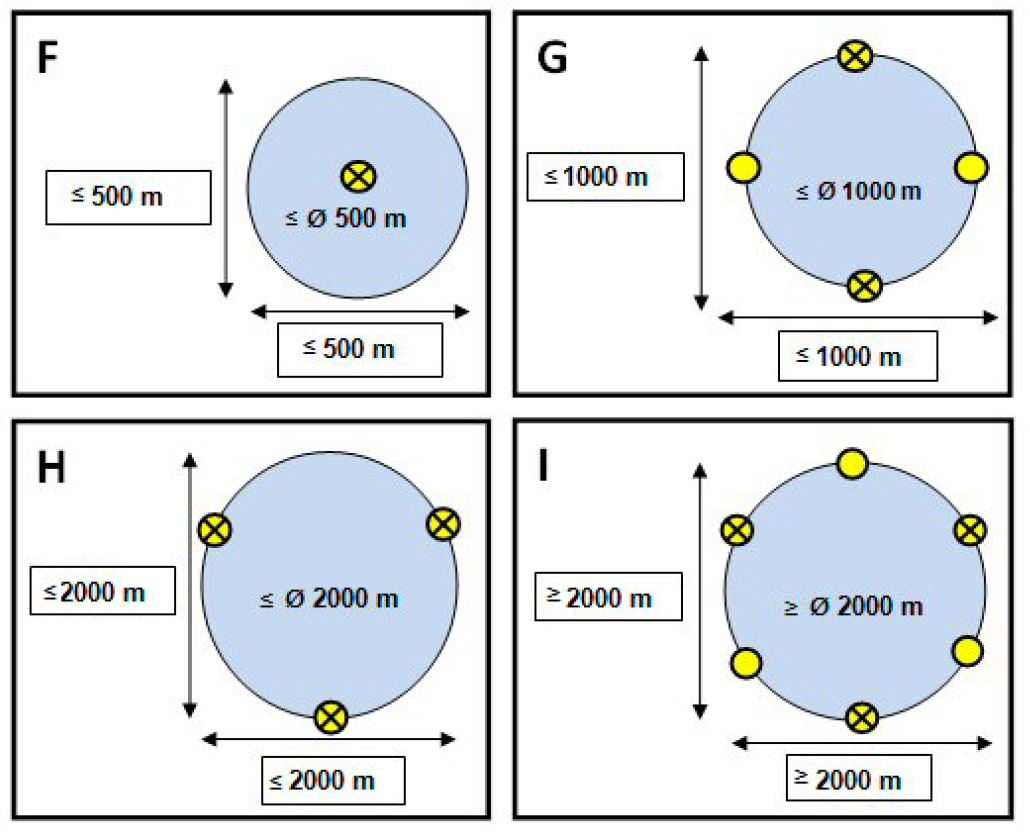 F
≤ 500 m
≤ Ø 500 m
≤ 500 m
G
≤ 1000 m
≤ Ø 1000 m
≤ 1000 m
H
≤ 2000 m
≤ Ø 2000 m
≤ 2000 m
I
≥ 2000 m
≥ Ø 2000 m
≥ 2000 m